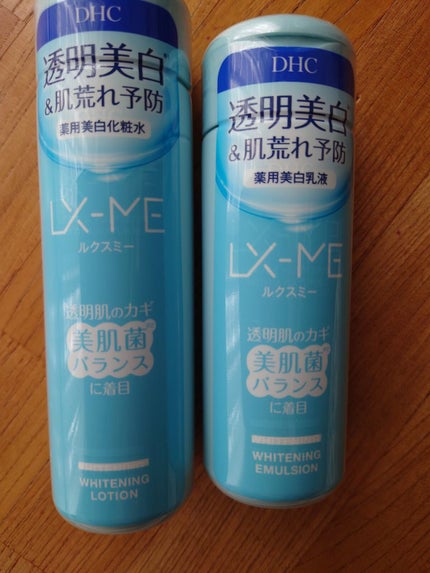 DHC
透明美白
&肌荒れ予防
薬用美白化粧水
LX-ME
ルクスミー
透明肌のカギ
美肌菌
バランス
に着目
WHITENING
LOTION
DHC
透明美白
&肌荒れ予防
薬用美白乳液
LX-ME
ルクスミー
透明肌のカギ
美肌菌
バランス
に着目
WHITENING
EMULSION